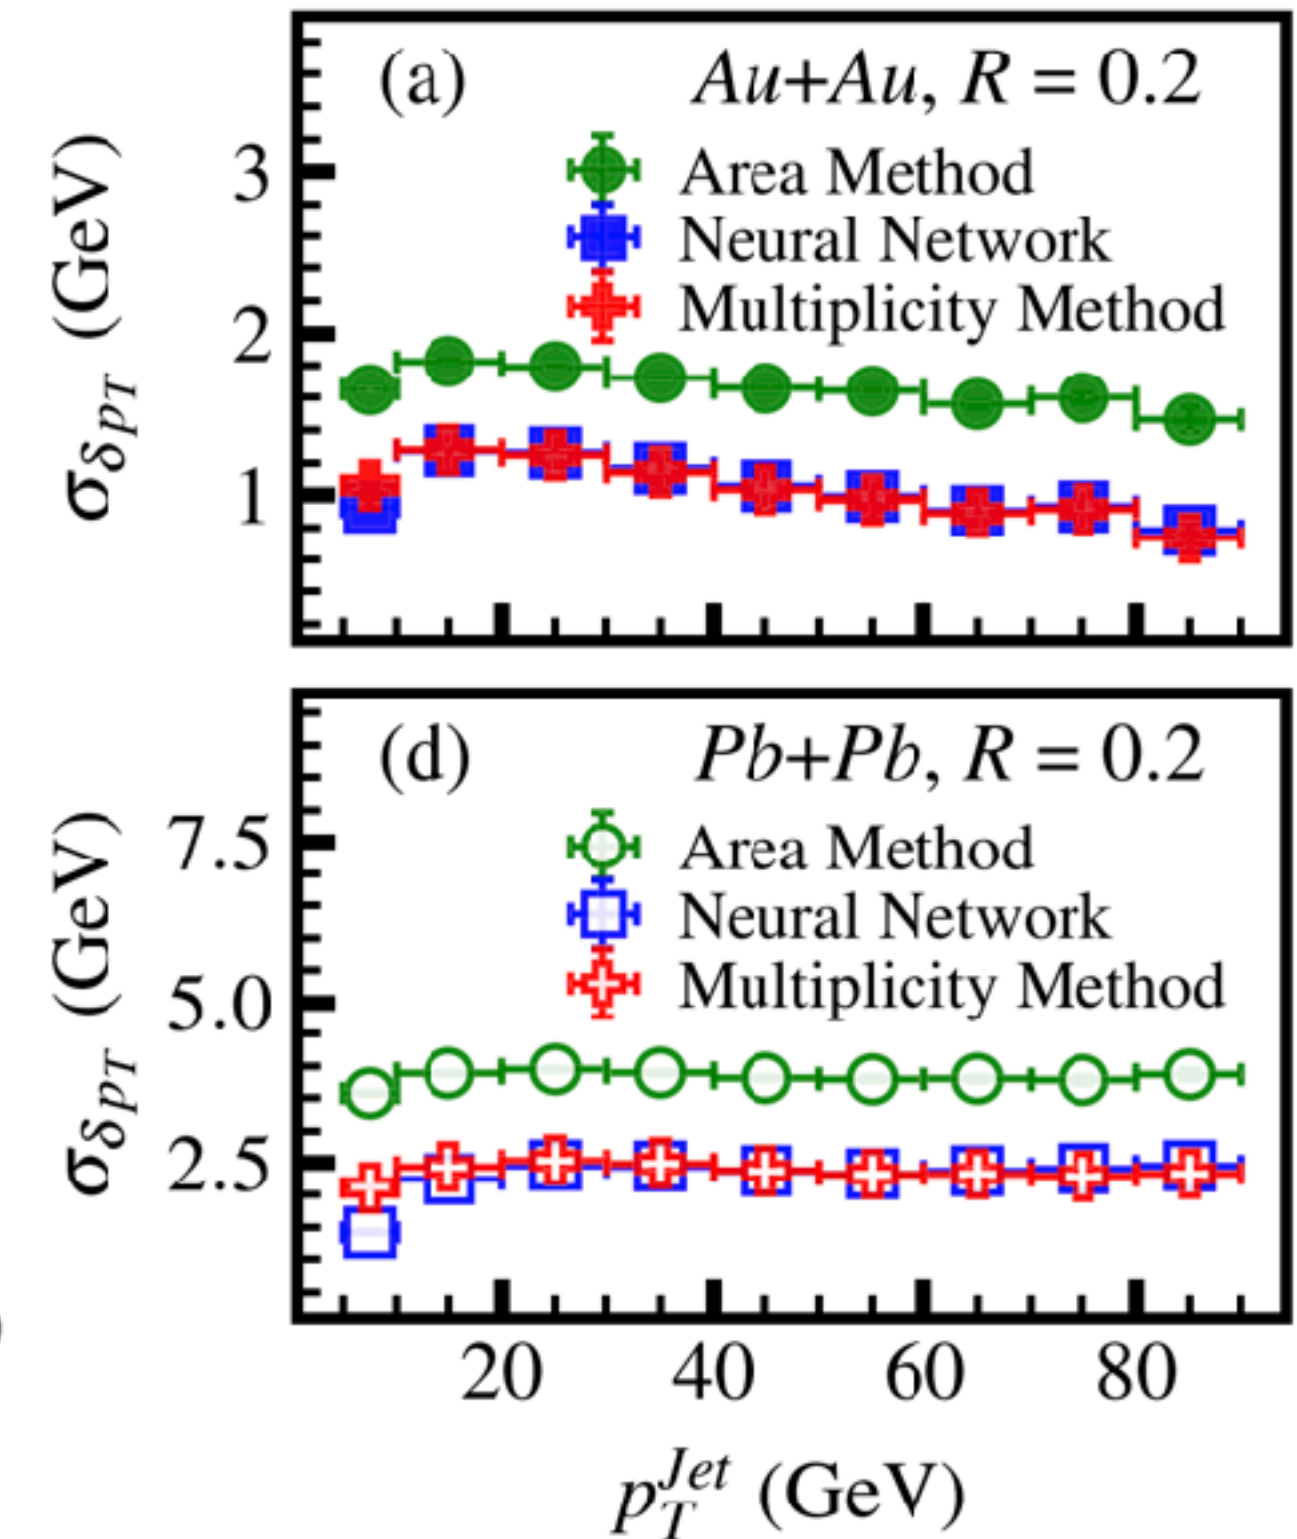 (a) Au+Au, R = 0.2
Area Method
Neural Network
Multiplicity Method
3
2
1
σδpT (GeV)
(d) Pb+Pb, R = 0.2
Area Method
Neural Network
Multiplicity Method
7.5
5.0
2.5
σδpT (GeV)
20 40 60 80
pTJet (GeV)